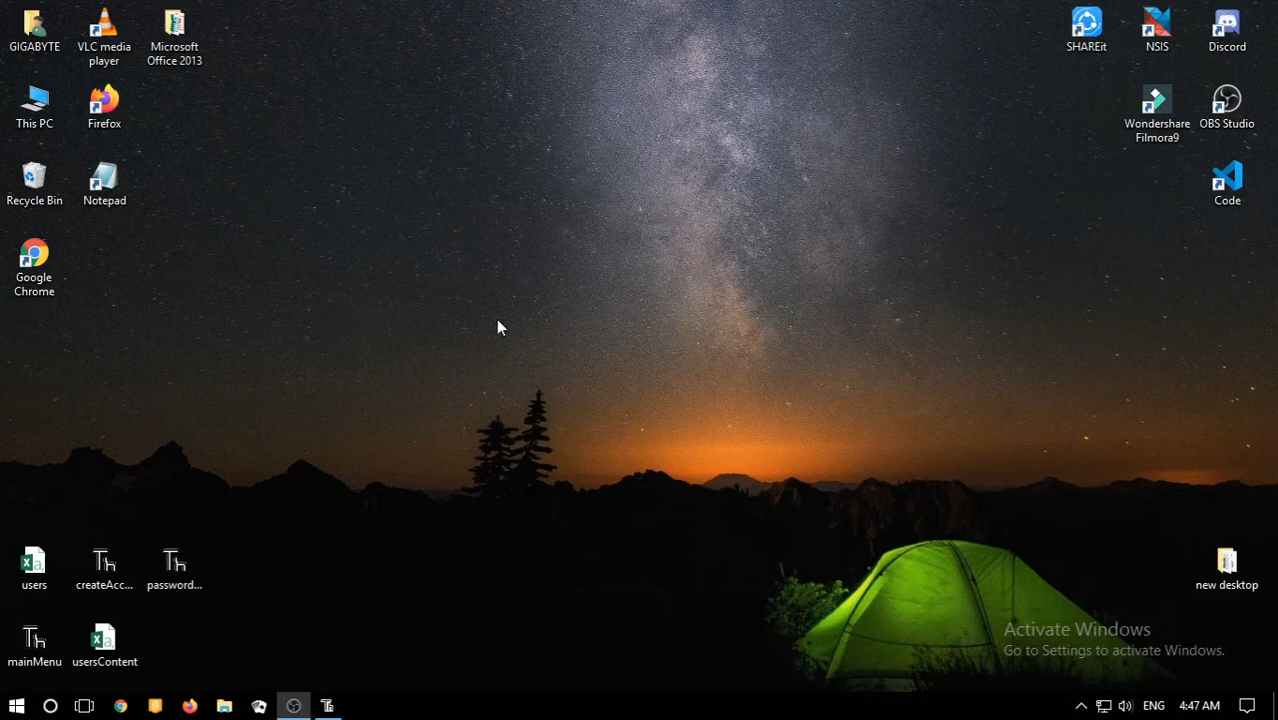 GIGABYTE
VLC media
player
Microsoft
Office 2013
SHAREit
NSIS
Discord
This PC
Firefox
Wondershare
Filmora9
OBS Studio
Recycle Bin
Notepad
Code
Google
Chrome
users
createAcc...
password...
new desktop
mainMenu
usersContent
Activate Windows
Go to Settings to activate Windows.
ENG
4:47 AM